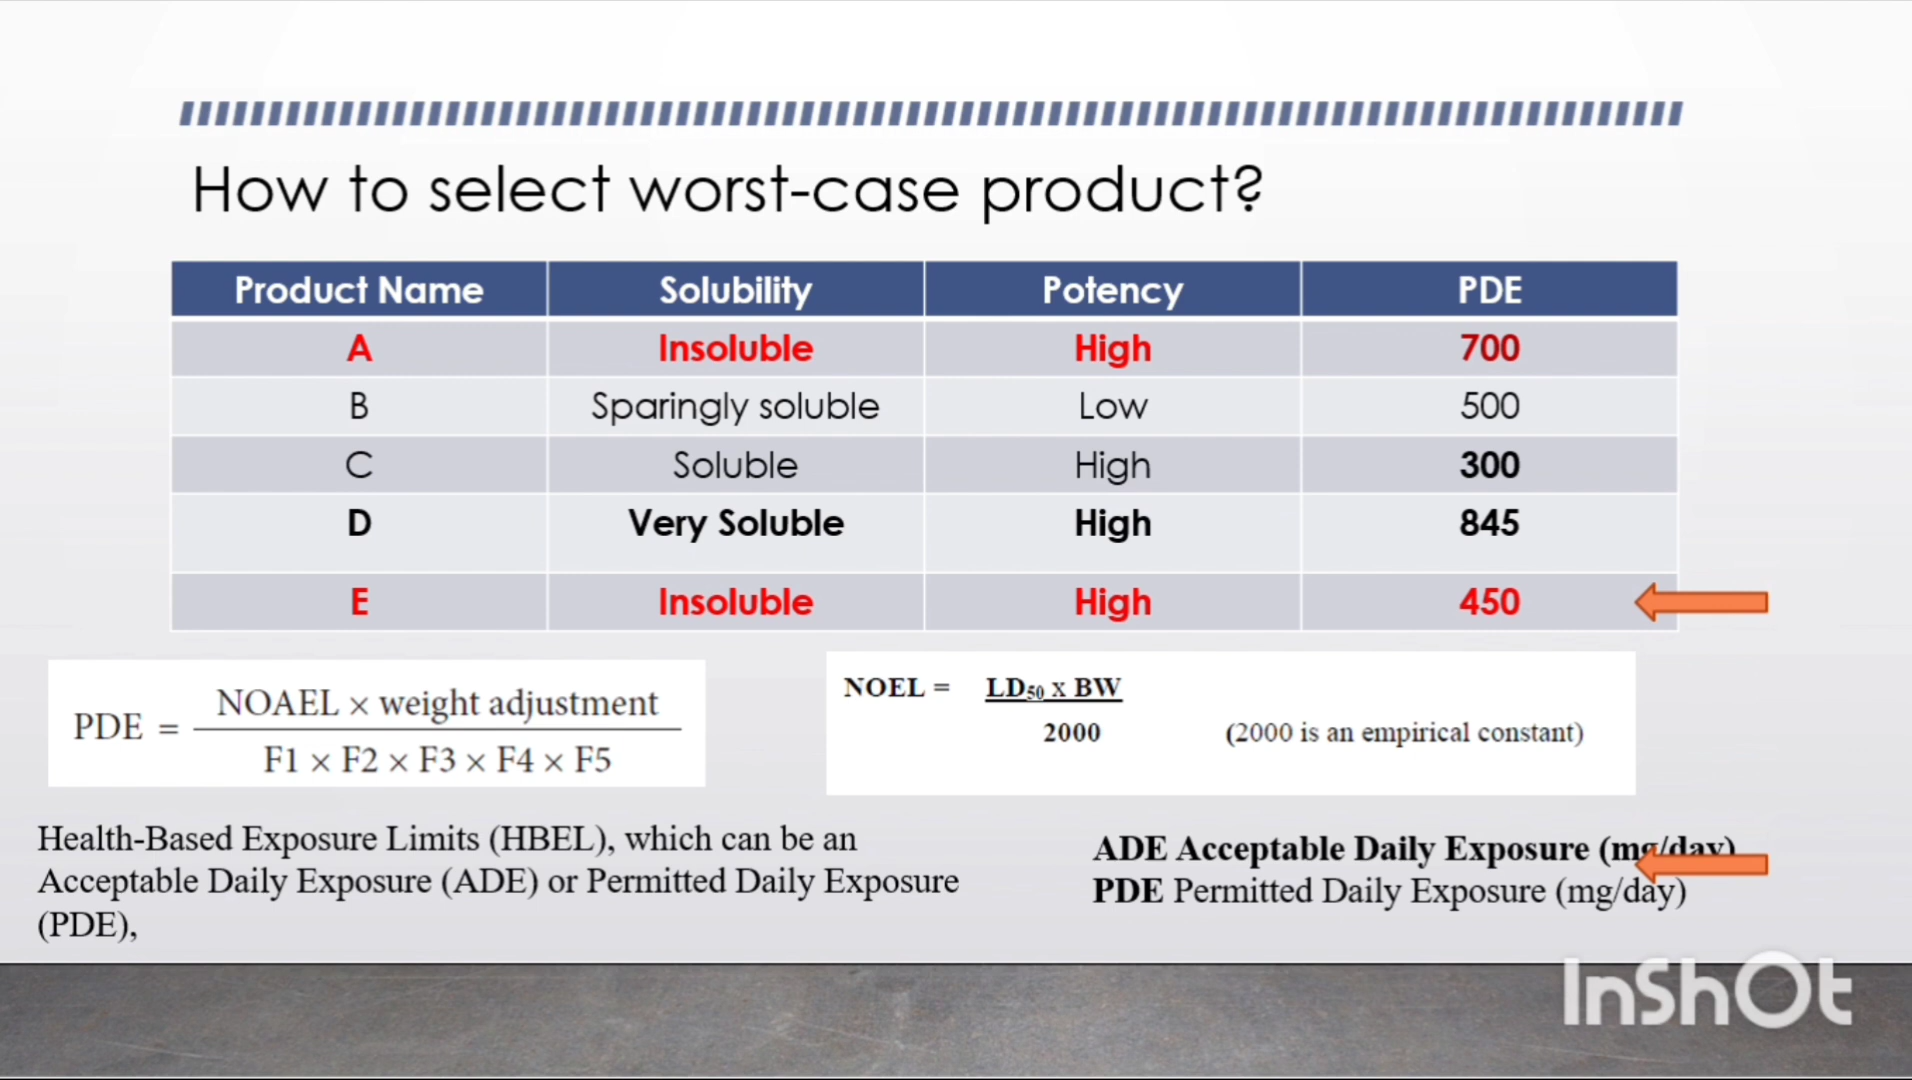 How to select worst-case product?
Product Name Solubility Potency PDE
A Insoluble High 700
B Sparingly soluble Low 500
C Soluble High 300
D Very Soluble High 845
E Insoluble High 450
PDE = NOAEL × weight adjustment
F1 × F2 × F3 × F4 × F5
NOEL = LD₅₀ x BW
2000 (2000 is an empirical constant)
Health-Based Exposure Limits (HBEL), which can be an
Acceptable Daily Exposure (ADE) or Permitted Daily Exposure
(PDE),
ADE Acceptable Daily Exposure (mg/day)
PDE Permitted Daily Exposure (mg/day)
InShOt